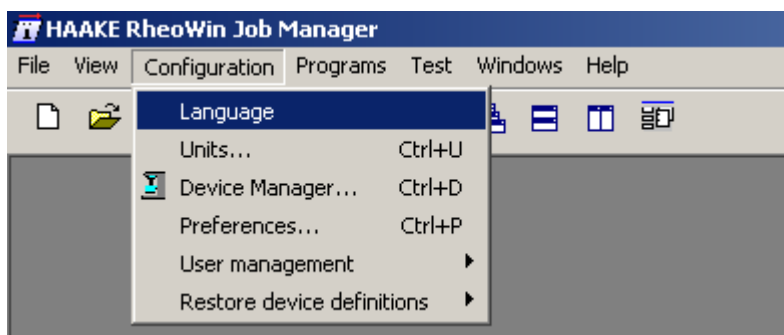 HAAKE RheoWin Job Manager
File View Configuration Programs Test Windows Help
Language
Units... Ctrl+U
Device Manager... Ctrl+D
Preferences... Ctrl+P
User management
Restore device definitions